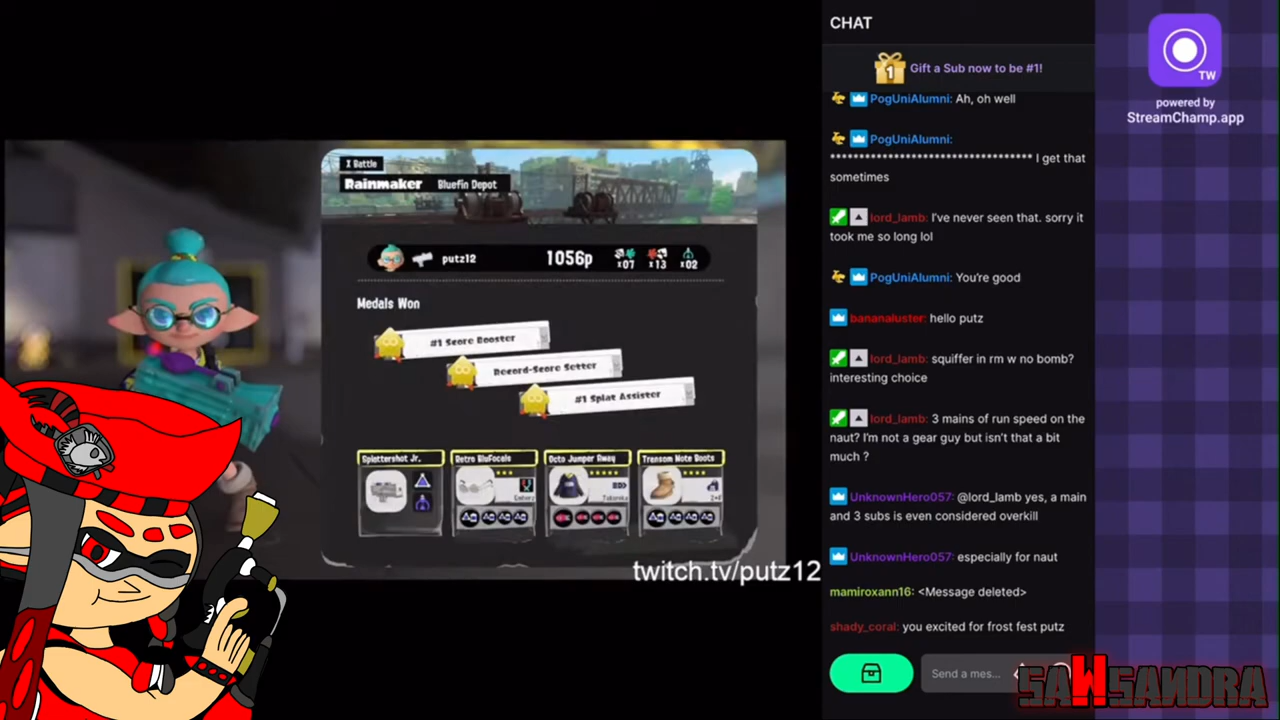 X Battle
Rainmaker Bluefin Depot
putz12 1056p x07 x13 x02
Medals Won
#1 Score Booster
Record-Score Setter
#1 Splat Assister
Splattershot Jr. Retro BluFocals Octo Jumper Away Transom Note Boots
twitch.tv/putz12
CHAT
1 Gift a Sub now to be #1!
PogUniAlumni: Ah, oh well
PogUniAlumni:
********************************* I get that
sometimes
lord_lamb: I've never seen that. sorry it
took me so long lol
PogUniAlumni: You're good
bananaluster: hello putz
lord_lamb: squiffer in rm w no bomb?
interesting choice
lord_lamb: 3 mains of run speed on the
naut? I'm not a gear guy but isn't that a bit
much ?
UnknownHero057: @lord_lamb yes, a main
and 3 subs is even considered overkill
UnknownHero057: especially for naut
mamiroxann16: <Message deleted>
shady_coral: you excited for frost fest putz
Send a mes...
TW
powered by
StreamChamp.app
SAWSANDRA